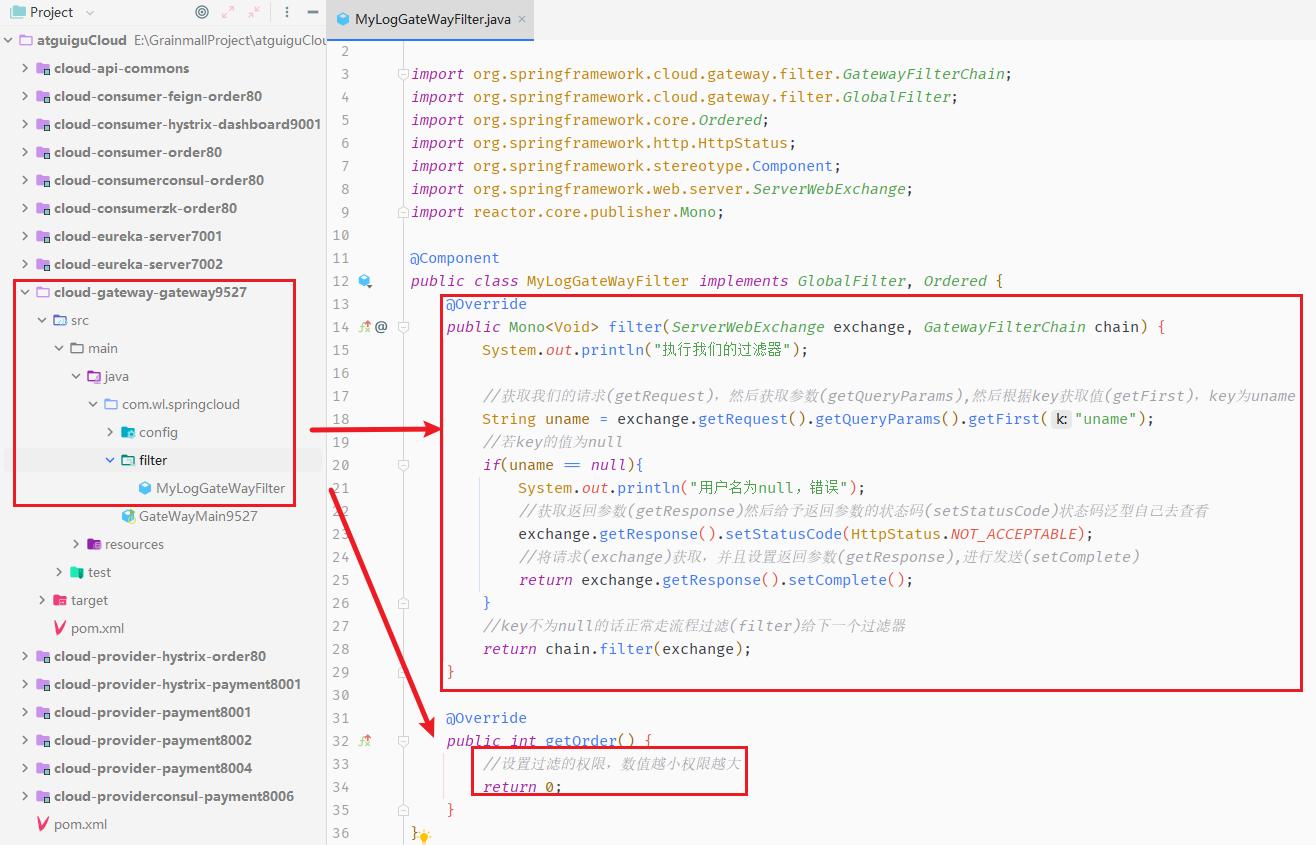 Project
MyLogGateWayFilter.java
atguiguCloud E:\GrainmallProject\atguiguClou
cloud-api-commons
cloud-consumer-feign-order80
cloud-consumer-hystrix-dashboard9001
cloud-consumer-order80
cloud-consumerconsul-order80
cloud-consumerzk-order80
cloud-eureka-server7001
cloud-eureka-server7002
cloud-gateway-gateway9527
src
main
java
com.wl.springcloud
config
filter
MyLogGateWayFilter
GateWayMain9527
resources
test
target
pom.xml
cloud-provider-hystrix-order80
cloud-provider-hystrix-payment8001
cloud-provider-payment8001
cloud-provider-payment8002
cloud-provider-payment8004
cloud-providerconsul-payment8006
pom.xml
2
3 import org.springframework.cloud.gateway.filter.GatewayFilterChain;
4 import org.springframework.cloud.gateway.filter.GlobalFilter;
5 import org.springframework.core.Ordered;
6 import org.springframework.http.HttpStatus;
7 import org.springframework.stereotype.Component;
8 import org.springframework.web.server.ServerWebExchange;
9 import reactor.core.publisher.Mono;
10
11 @Component
12 public class MyLogGateWayFilter implements GlobalFilter, Ordered {
13 @Override
14 @ public Mono<Void> filter(ServerWebExchange exchange, GatewayFilterChain chain) {
15 System.out.println("执行我们的过滤器");
16
17 //获取我们的请求(getRequest)，然后获取参数(getQueryParams),然后根据key获取值(getFirst)，key为uname
18 String uname = exchange.getRequest().getQueryParams().getFirst( k: "uname");
19 //若key的值为null
20 if(uname == null){
21 System.out.println("用户名为null，错误");
22 //获取返回参数(getResponse)然后给予返回参数的状态码(setStatusCode)状态码泛型自己去查看
23 exchange.getResponse().setStatusCode(HttpStatus.NOT_ACCEPTABLE);
24 //将请求(exchange)获取，并且设置返回参数(getResponse),进行发送(setComplete)
25 return exchange.getResponse().setComplete();
26 }
27 //key不为null的话正常走流程过滤(filter)给下一个过滤器
28 return chain.filter(exchange);
29 }
30
31 @Override
32 public int getOrder() {
33 //设置过滤的权限，数值越小权限越大
34 return 0;
35 }
36 }